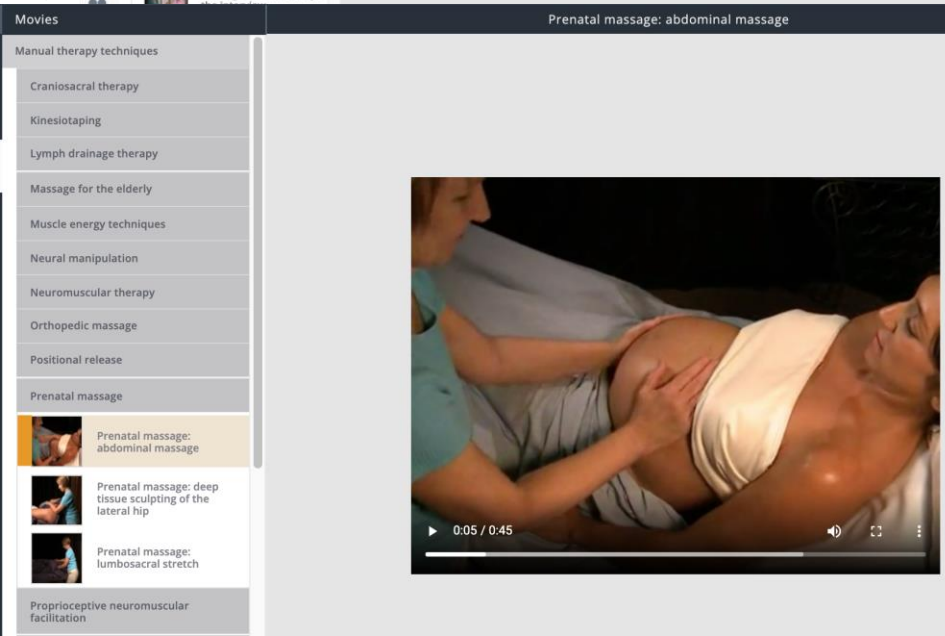 the Interview
Movies
Prenatal massage: abdominal massage
Manual therapy techniques
Craniosacral therapy
Kinesiotaping
Lymph drainage therapy
Massage for the elderly
Muscle energy techniques
Neural manipulation
Neuromuscular therapy
Orthopedic massage
Positional release
Prenatal massage
Prenatal massage:
abdominal massage
Prenatal massage: deep
tissue sculpting of the
lateral hip
Prenatal massage:
lumbosacral stretch
Proprioceptive neuromuscular
facilitation
0:05 / 0:45